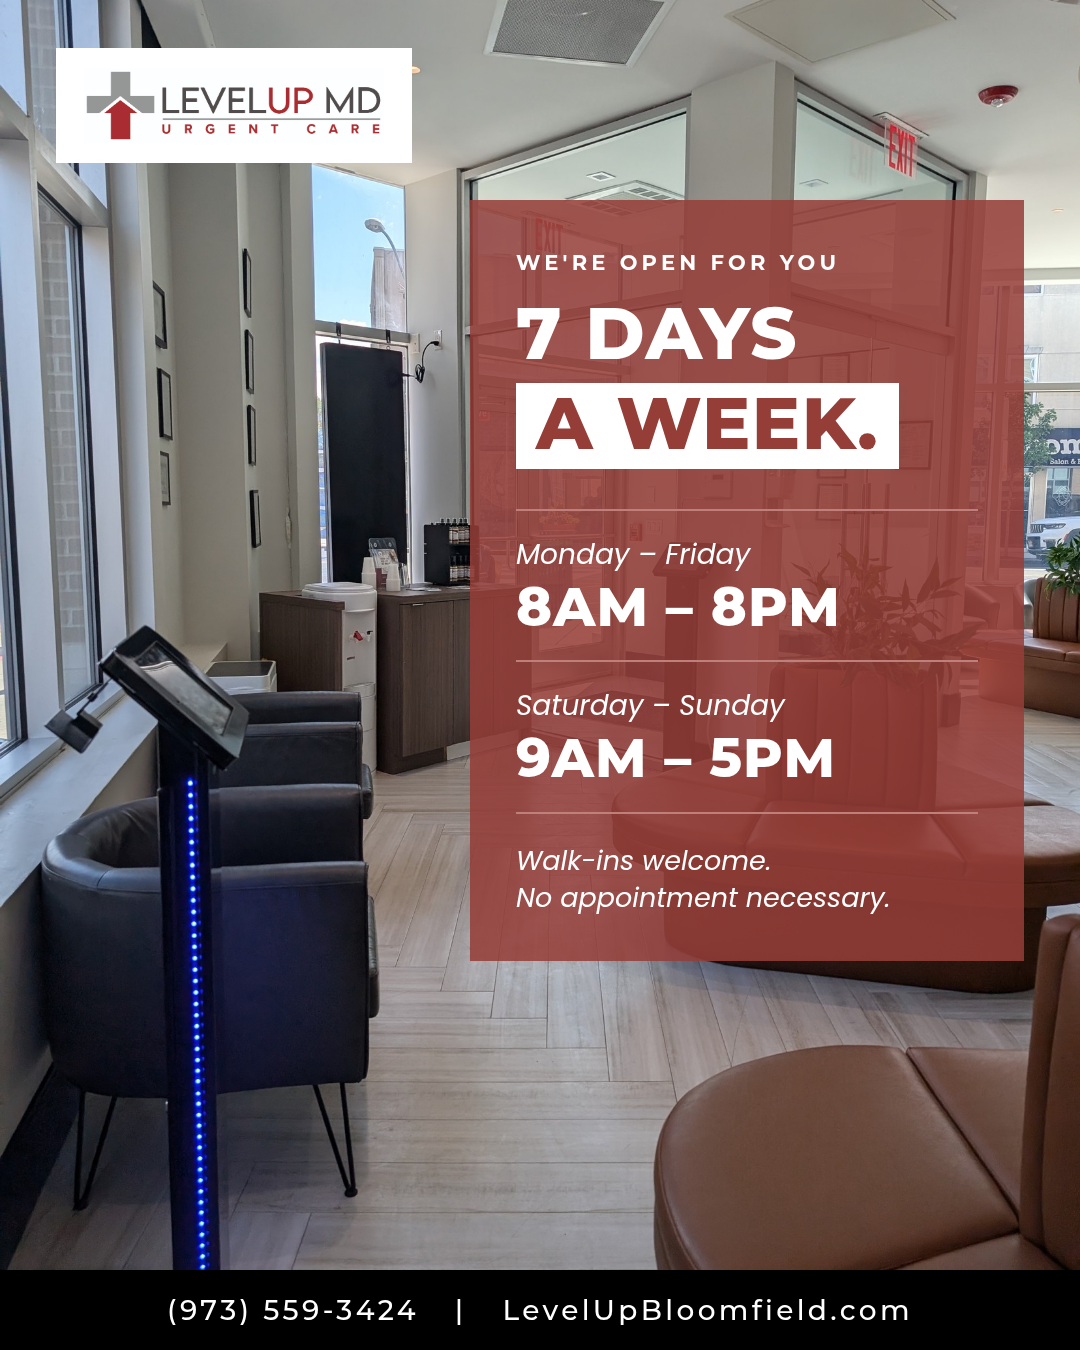 LEVELUP MD
URGENT CARE
EXIT
WE'RE OPEN FOR YOU
7 DAYS
A WEEK.
Monday – Friday
8AM – 8PM
Saturday – Sunday
9AM – 5PM
Walk-ins welcome.
No appointment necessary.
(973) 559-3424 | LevelUpBloomfield.com